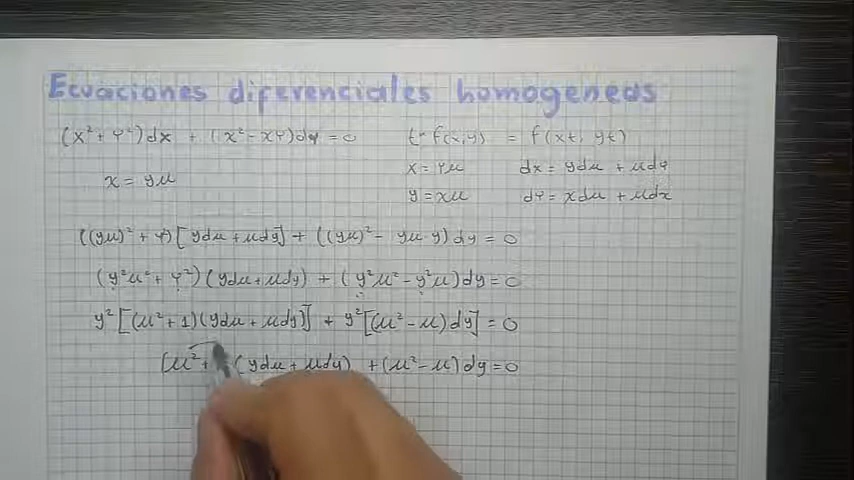 Ecuaciones diferenciales homogeneas
(x² + y²)dx + (x² - xy)dy = 0    tⁿ f(x,y) = f(xt, yt)
x = yu    dx = ydu + udy
x = yu
y = xu    dy = xdu + udx
((yu)² + y²)[ydu + udy] + ((yu)² - yu·y)dy = 0
(y²u² + y²)(ydu + udy) + (y²u² - y²u)dy = 0
y²[(u²+1)(ydu + udy)] + y²[(u² - u)dy] = 0
(u² + (ydu + udy) + (u² - u)dy = 0